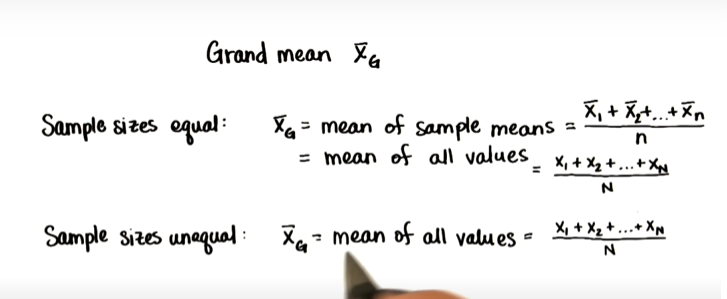 Grand mean x̄G
Sample sizes equal: x̄G = mean of sample means = (x̄1 + x̄2 + ... + x̄n) / n
= mean of all values = (x1 + x2 + ... + xN) / N
Sample sizes unequal: x̄G = mean of all values = (x1 + x2 + ... + xN) / N